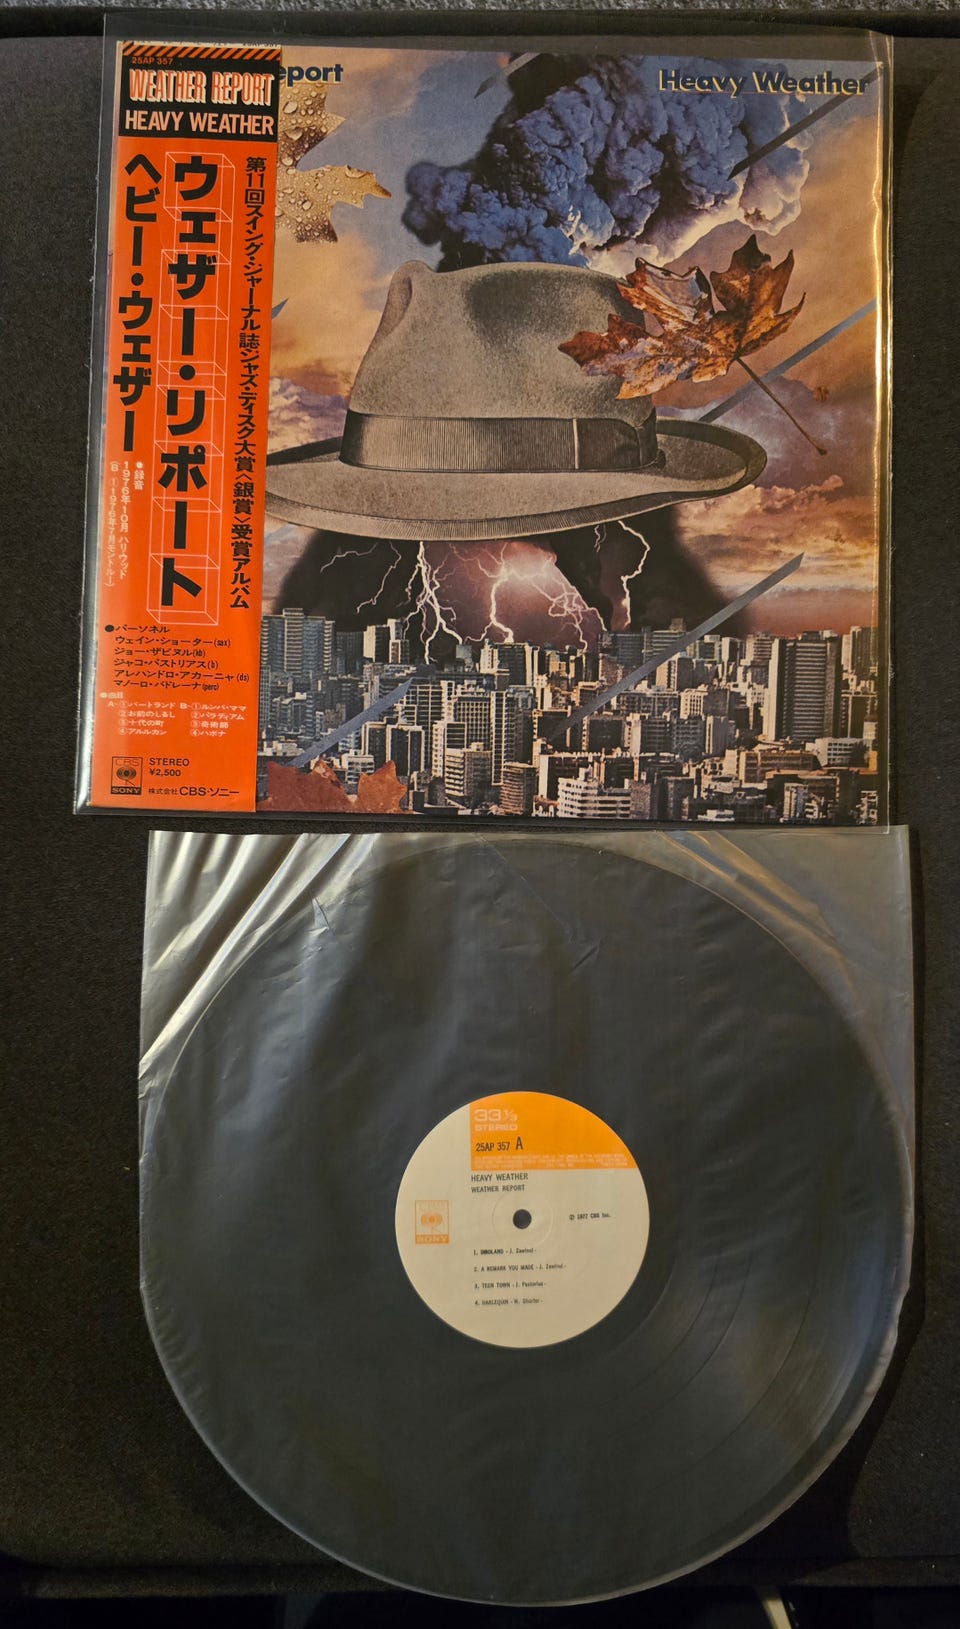 25AP 357
WEATHER REPORT
HEAVY WEATHER
eport
Heavy Weather
第11回スイング・ジャーナル誌ジャズ・ディスク大賞〈銀賞〉受賞アルバム
ウェザー・リポート
ヘビー・ウェザー
●録音
1976年10月 ハリウッド
●パーソネル
ウェイン・ショーター(sax)
ジョー・ザビヌル(kb)
ジャコ・パストリアス(b)
アレハンドロ・アカーニャ(ds)
マノーロ・バドレーナ(perc)
●曲目
A-①バードランド B-①ルンバ・ママ
②お前のしるし ②パラディアム
③十代の町 ③奇術師
④アルルカン ④ハボナ
CBS
SONY
STEREO
¥2,500
株式会社 CBS・ソニー
33⅓
STEREO
25AP 357 A
HEAVY WEATHER
WEATHER REPORT
CBS
SONY
Ⓟ 1977 CBS Inc.
1. BIRDLAND - J. Zawinul -
2. A REMARK YOU MADE - J. Zawinul -
3. TEEN TOWN - J. Pastorius -
4. HARLEQUIN - W. Shorter -